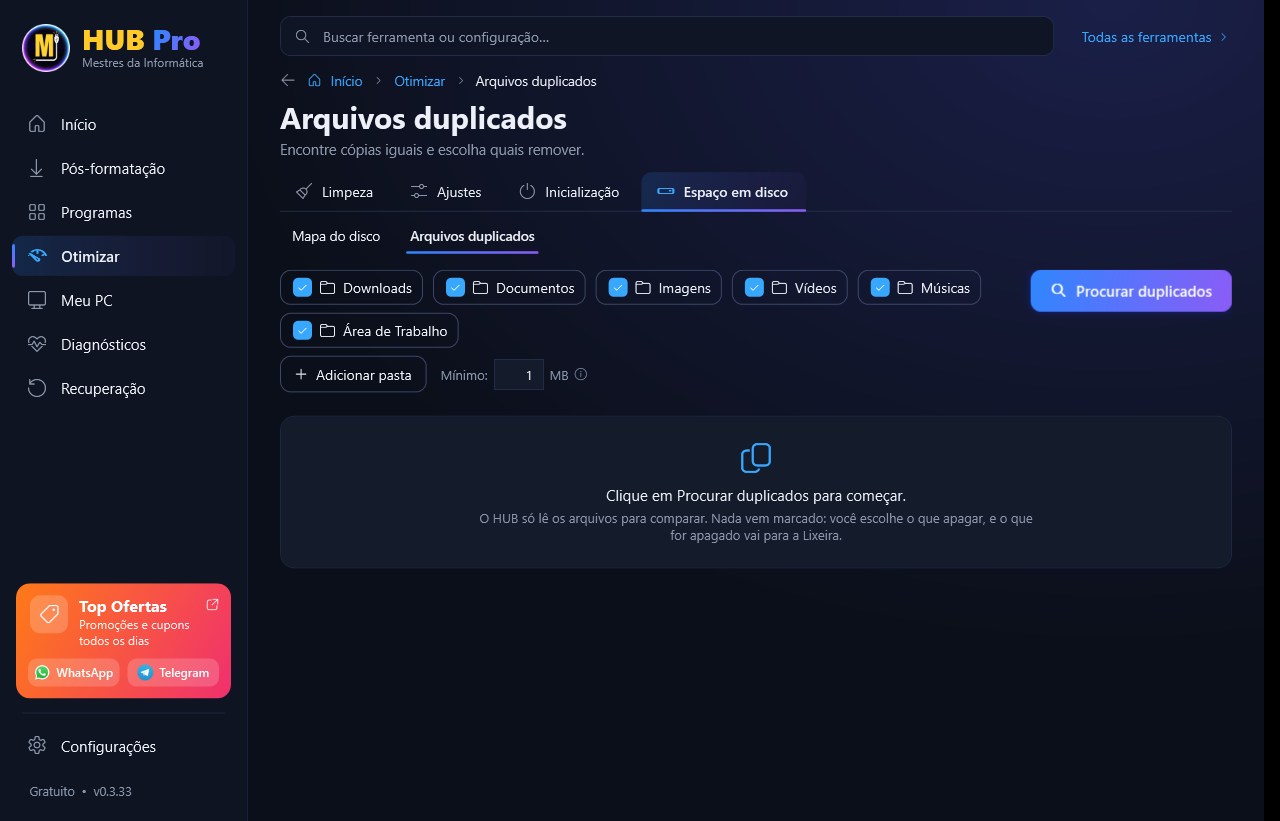 HUB Pro
Mestres da Informática
Início
Pós-formatação
Programas
Otimizar
Meu PC
Diagnósticos
Recuperação
Top Ofertas
Promoções e cupons
todos os dias
WhatsApp
Telegram
Configurações
Gratuito • v0.3.33
Buscar ferramenta ou configuração...
Todas as ferramentas
Início
Otimizar
Arquivos duplicados
Arquivos duplicados
Encontre cópias iguais e escolha quais remover.
Limpeza
Ajustes
Inicialização
Espaço em disco
Mapa do disco
Arquivos duplicados
Downloads
Documentos
Imagens
Vídeos
Músicas
Procurar duplicados
Área de Trabalho
Adicionar pasta
Mínimo: 1 MB
Clique em Procurar duplicados para começar.
O HUB só lê os arquivos para comparar. Nada vem marcado: você escolhe o que apagar, e o que
for apagado vai para a Lixeira.